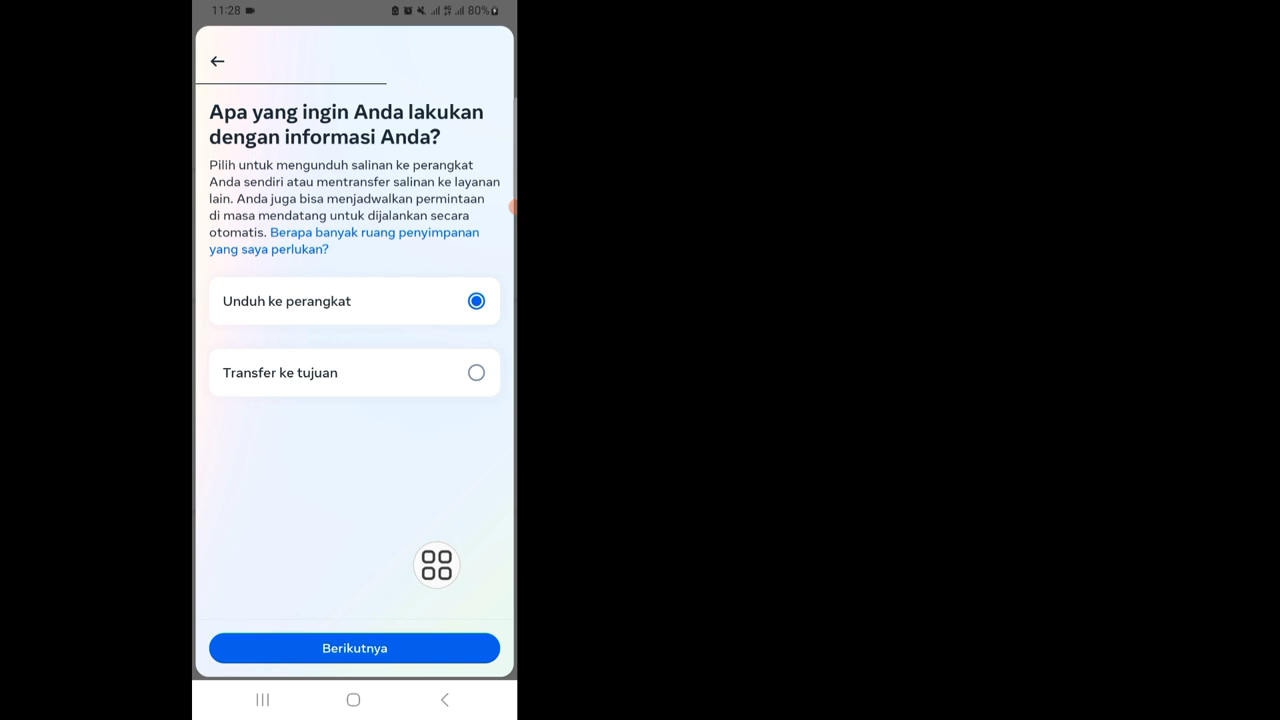 11:28
80%
Apa yang ingin Anda lakukan
dengan informasi Anda?
Pilih untuk mengunduh salinan ke perangkat
Anda sendiri atau mentransfer salinan ke layanan
lain. Anda juga bisa menjadwalkan permintaan
di masa mendatang untuk dijalankan secara
otomatis. Berapa banyak ruang penyimpanan
yang saya perlukan?
Unduh ke perangkat
Transfer ke tujuan
Berikutnya